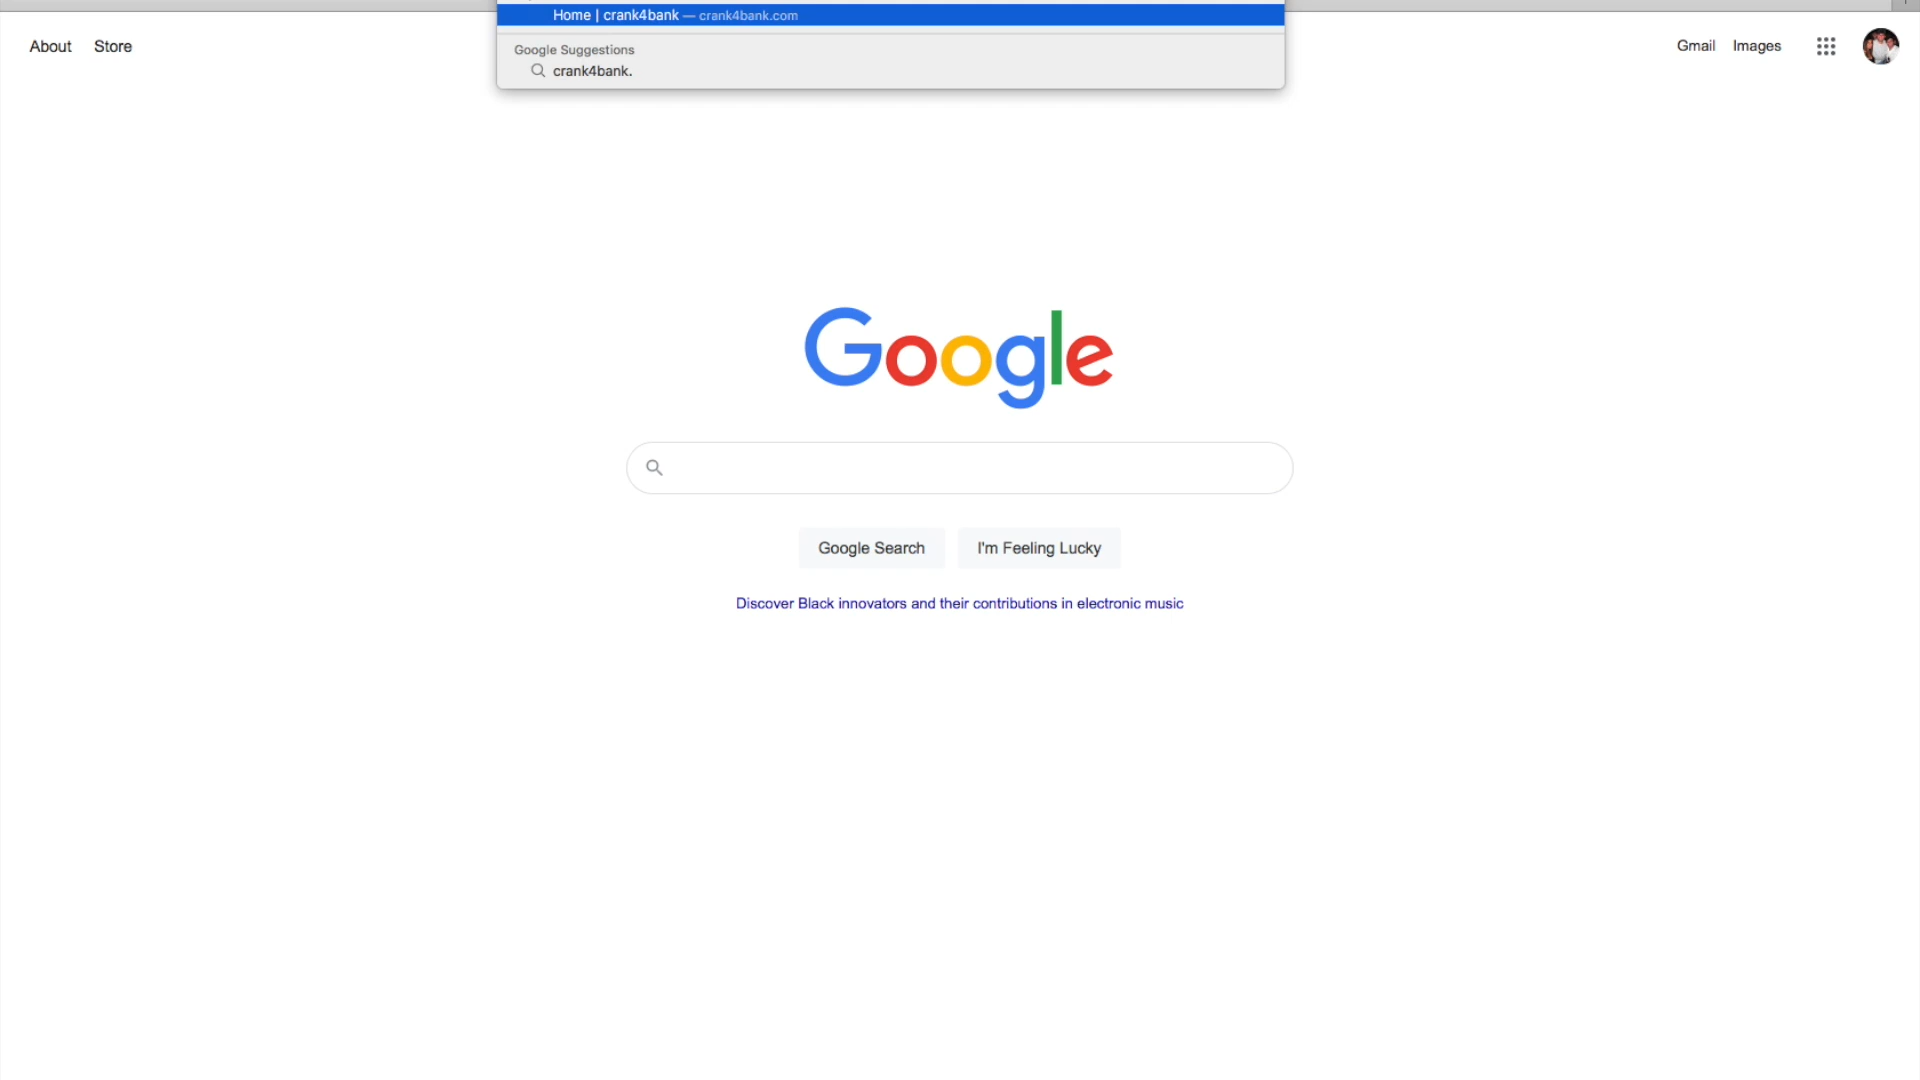 Home | crank4bank — crank4bank.com
Google Suggestions
crank4bank.
About Store
Gmail Images
Google
Google Search I'm Feeling Lucky
Discover Black innovators and their contributions in electronic music